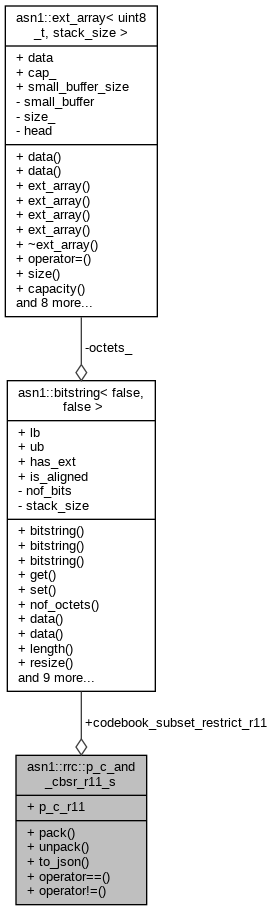 asn1::ext_array< uint8
_t, stack_size >
+ data
+ cap_
+ small_buffer_size
- small_buffer
- size_
- head
+ data()
+ data()
+ ext_array()
+ ext_array()
+ ext_array()
+ ext_array()
+ ~ext_array()
+ operator=()
+ size()
+ capacity()
and 8 more...
-octets_
asn1::bitstring< false,
false >
+ lb
+ ub
+ has_ext
+ is_aligned
- nof_bits
- stack_size
+ bitstring()
+ bitstring()
+ bitstring()
+ get()
+ set()
+ nof_octets()
+ data()
+ data()
+ length()
+ resize()
and 9 more...
+codebook_subset_restrict_r11
asn1::rrc::p_c_and
_cbsr_r11_s
+ p_c_r11
+ pack()
+ unpack()
+ to_json()
+ operator==()
+ operator!=()